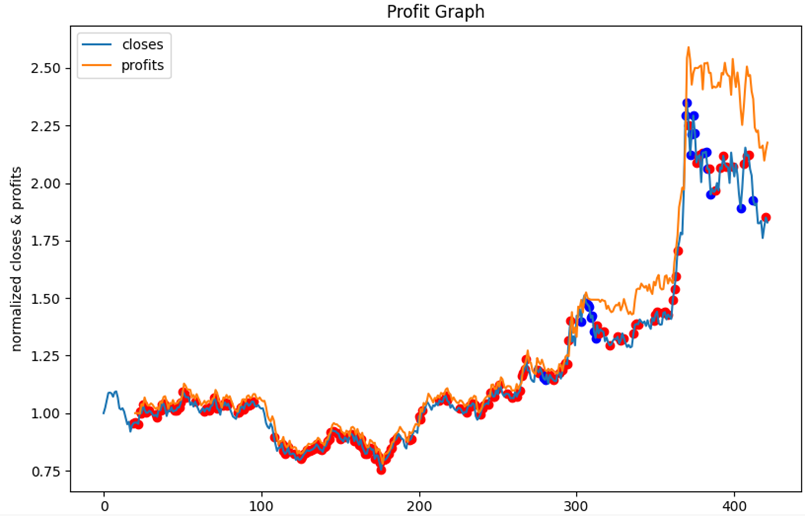 Profit Graph
closes
profits
2.50
2.25
2.00
1.75
1.50
1.25
1.00
0.75
normalized closes & profits
0 100 200 300 400